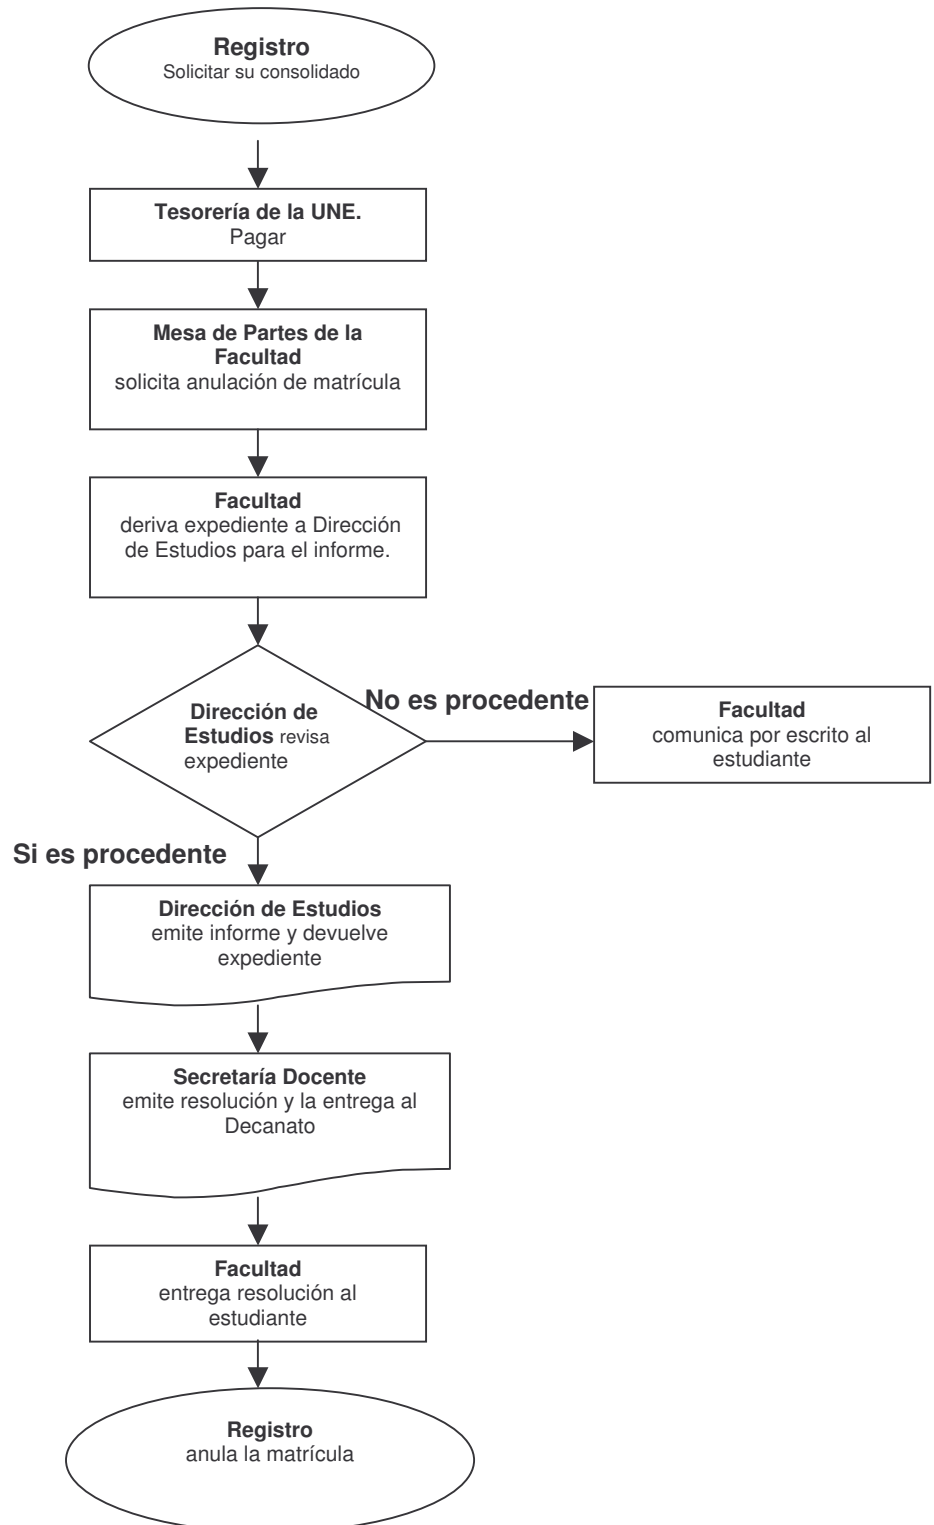 Registro
Solicitar su consolidado
Tesorería de la UNE.
Pagar
Mesa de Partes de la
Facultad
solicita anulación de matrícula
Facultad
deriva expediente a Dirección
de Estudios para el informe.
Dirección de
Estudios revisa
expediente
No es procedente
Facultad
comunica por escrito al
estudiante
Si es procedente
Dirección de Estudios
emite informe y devuelve
expediente
Secretaría Docente
emite resolución y la entrega al
Decanato
Facultad
entrega resolución al
estudiante
Registro
anula la matrícula